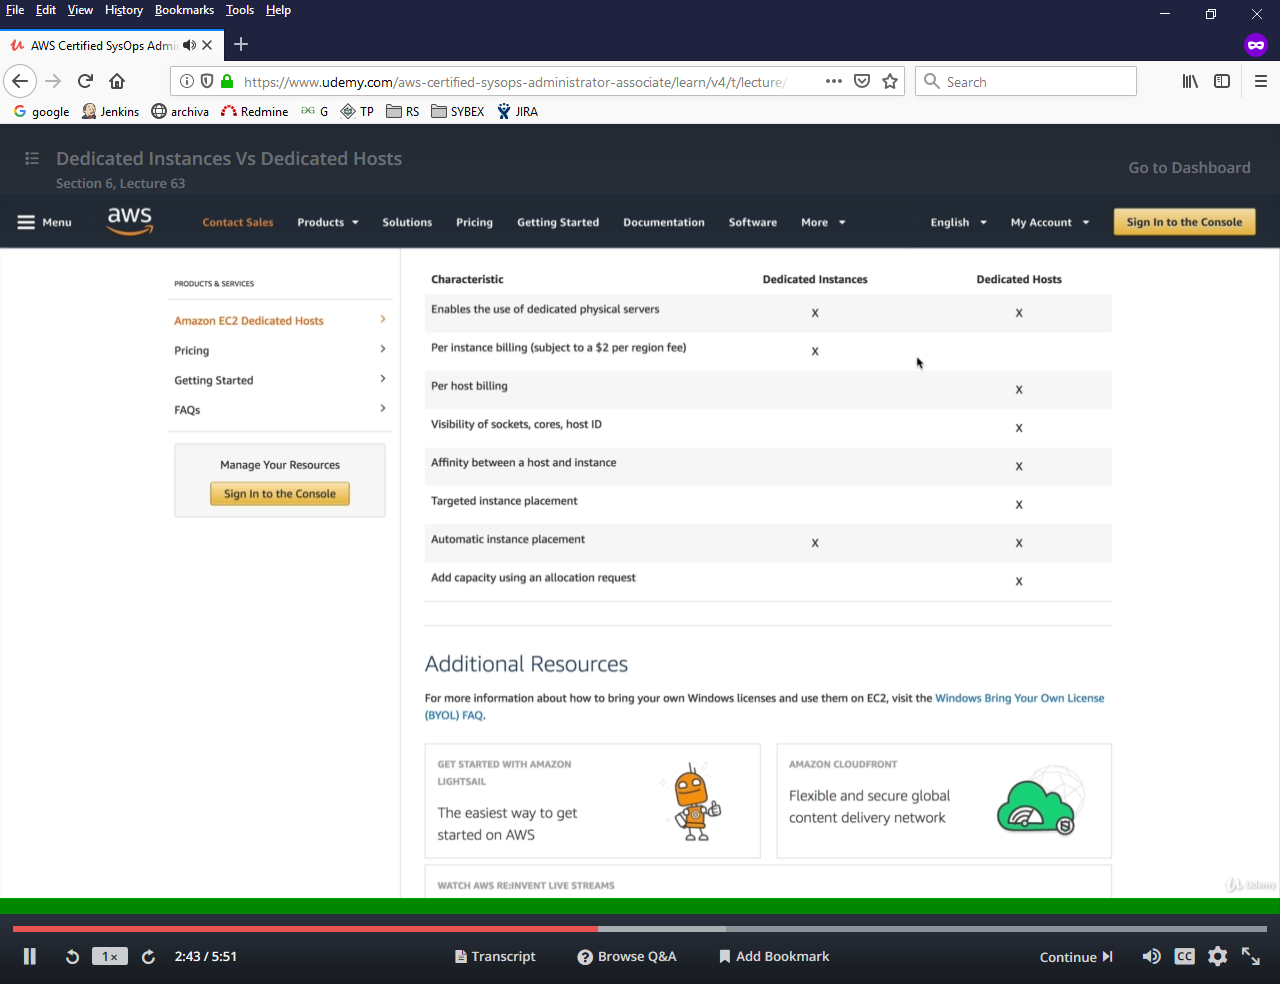 File Edit View History Bookmarks Tools Help
AWS Certified SysOps Admi
https://www.udemy.com/aws-certified-sysops-administrator-associate/learn/v4/t/lecture/
Search
google Jenkins archiva Redmine G TP RS SYBEX JIRA
Dedicated Instances Vs Dedicated Hosts
Section 6, Lecture 63
Go to Dashboard
Menu aws Contact Sales Products Solutions Pricing Getting Started Documentation Software More English My Account Sign In to the Console
PRODUCTS & SERVICES
Amazon EC2 Dedicated Hosts
Pricing
Getting Started
FAQs
Manage Your Resources
Sign In to the Console
Characteristic Dedicated Instances Dedicated Hosts
Enables the use of dedicated physical servers X X
Per instance billing (subject to a $2 per region fee) X
Per host billing X
Visibility of sockets, cores, host ID X
Affinity between a host and instance X
Targeted instance placement X
Automatic instance placement X X
Add capacity using an allocation request X
Additional Resources
For more information about how to bring your own Windows licenses and use them on EC2, visit the Windows Bring Your Own License
(BYOL) FAQ.
GET STARTED WITH AMAZON
LIGHTSAIL
The easiest way to get
started on AWS
AMAZON CLOUDFRONT
Flexible and secure global
content delivery network
WATCH AWS RE:INVENT LIVE STREAMS
Udemy
1× 2:43 / 5:51 Transcript Browse Q&A Add Bookmark Continue CC